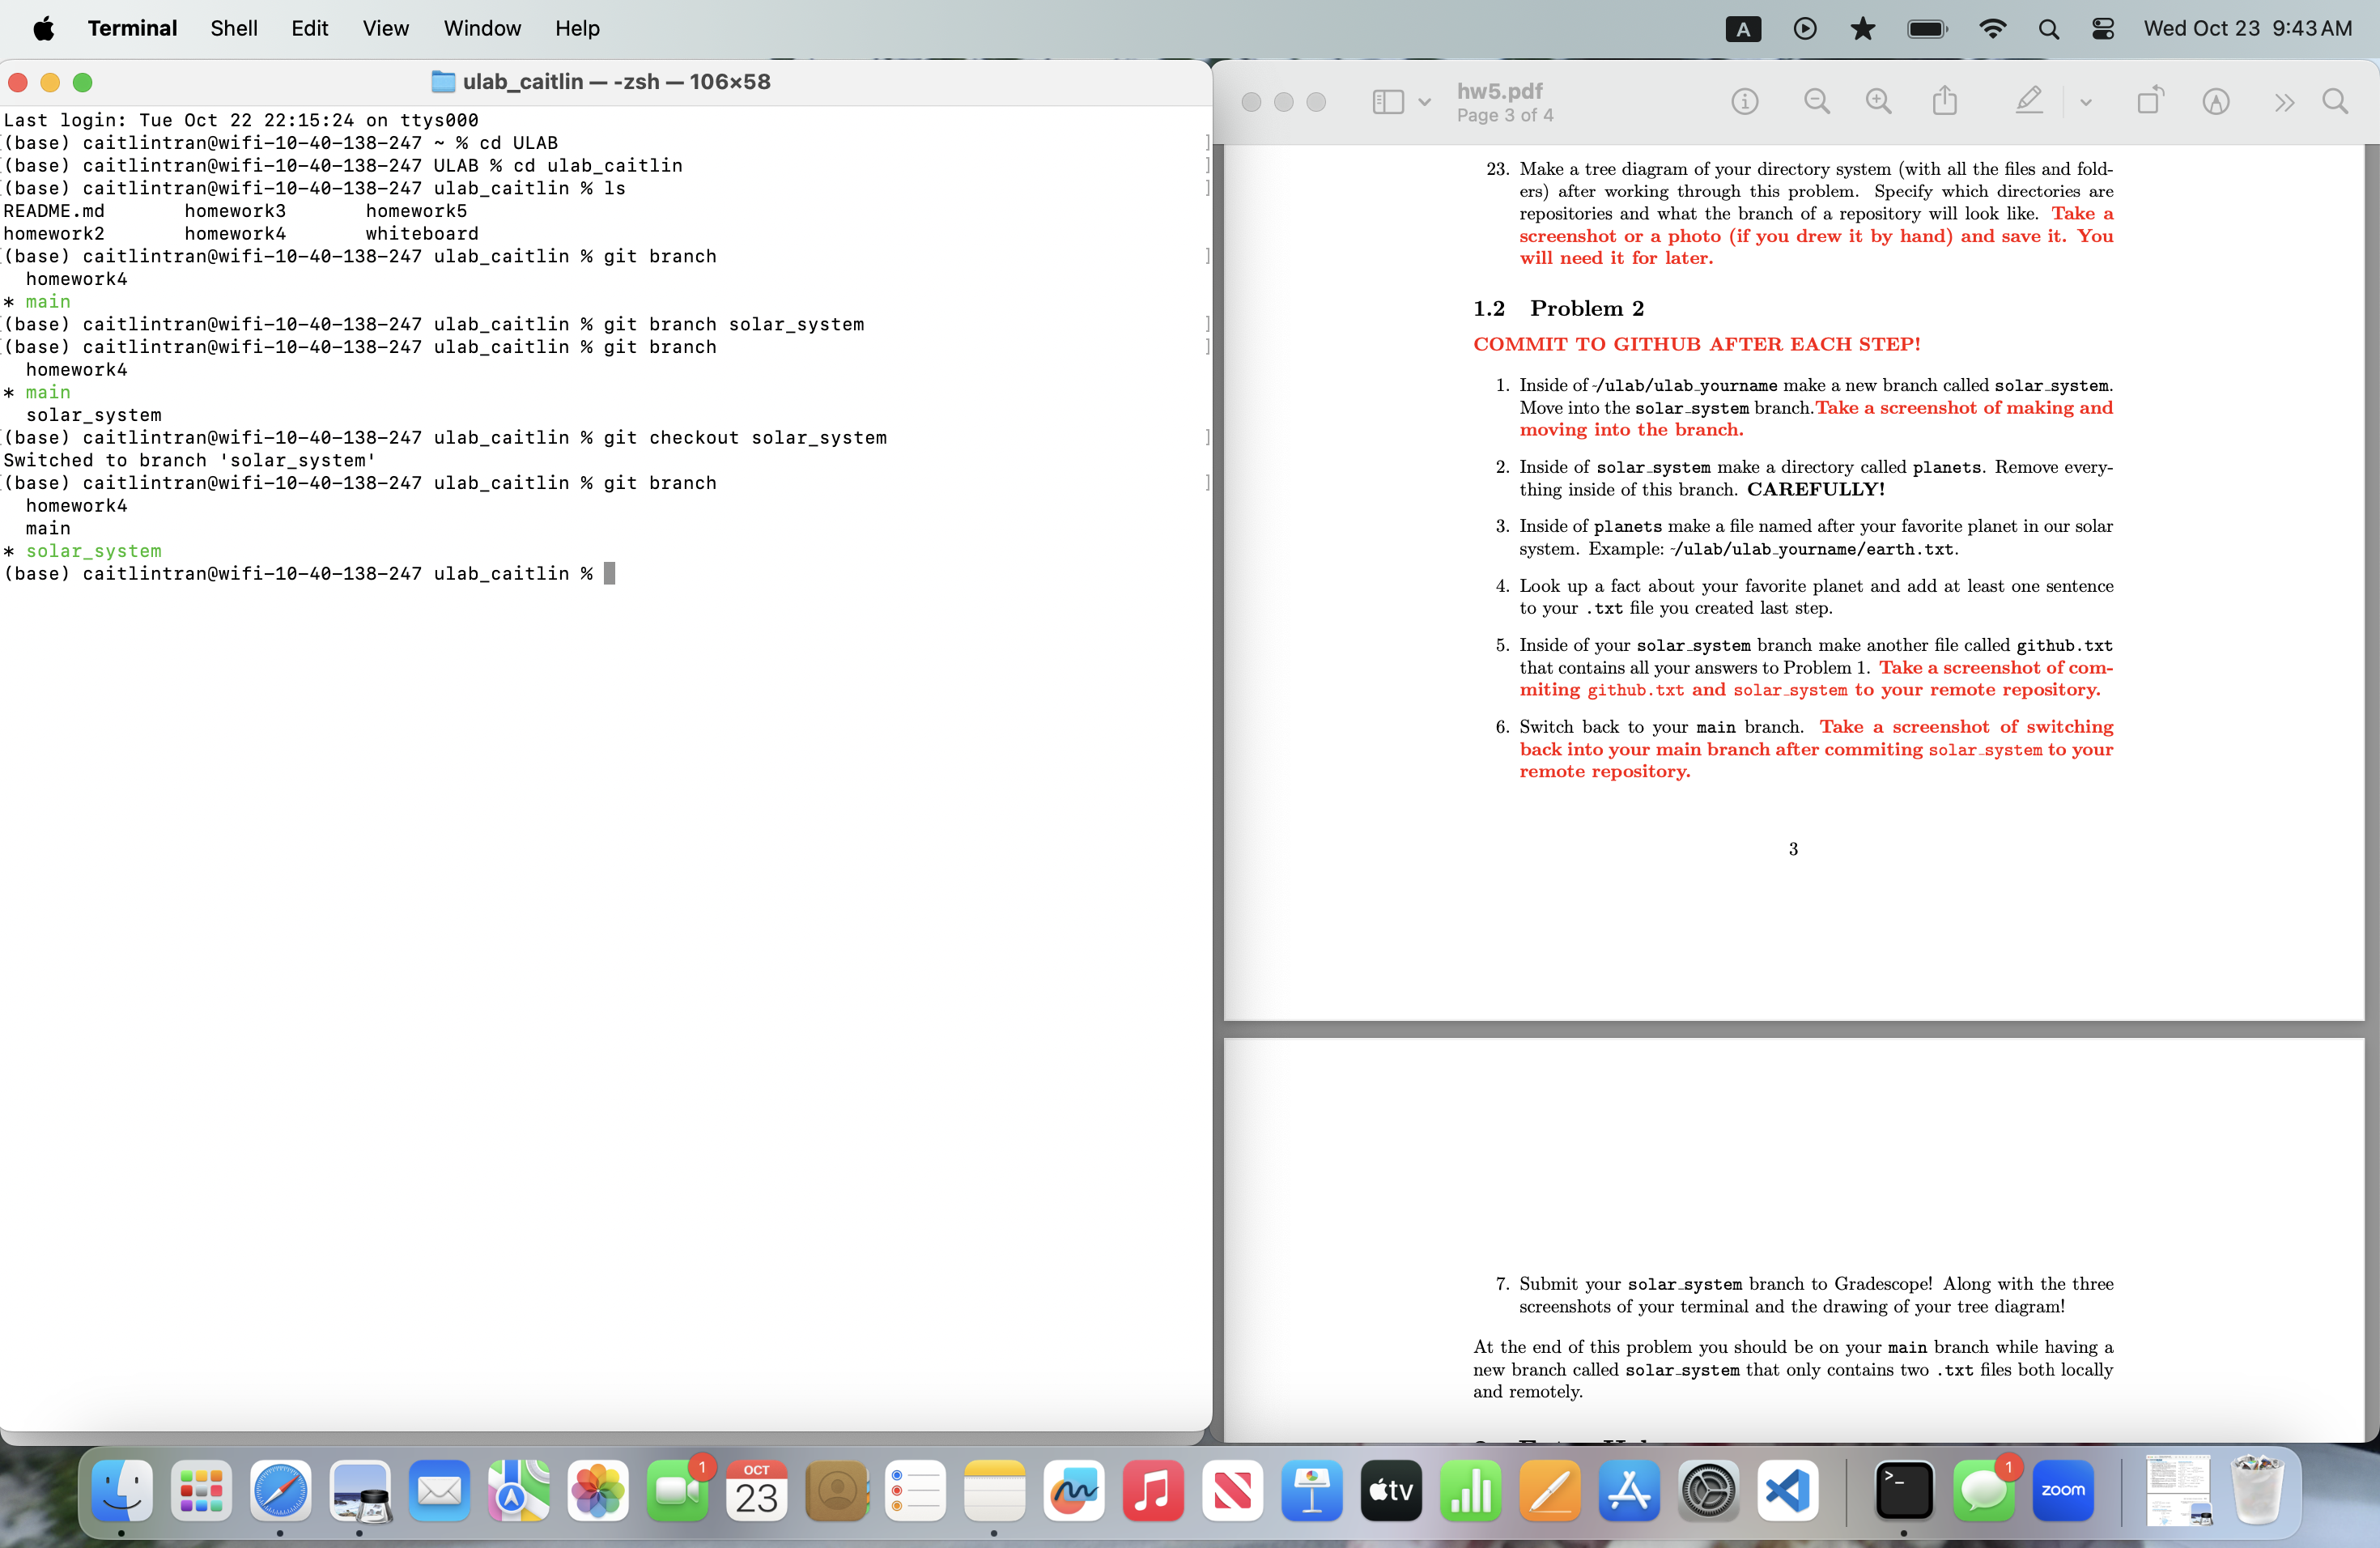 Terminal Shell Edit View Window Help
A Wed Oct 23 9:43 AM
ulab_caitlin — -zsh — 106×58
Last login: Tue Oct 22 22:15:24 on ttys000
(base) caitlintran@wifi-10-40-138-247 ~ % cd ULAB
(base) caitlintran@wifi-10-40-138-247 ULAB % cd ulab_caitlin
(base) caitlintran@wifi-10-40-138-247 ulab_caitlin % ls
README.md homework3 homework5
homework2 homework4 whiteboard
(base) caitlintran@wifi-10-40-138-247 ulab_caitlin % git branch
homework4
* main
(base) caitlintran@wifi-10-40-138-247 ulab_caitlin % git branch solar_system
(base) caitlintran@wifi-10-40-138-247 ulab_caitlin % git branch
homework4
* main
solar_system
(base) caitlintran@wifi-10-40-138-247 ulab_caitlin % git checkout solar_system
Switched to branch 'solar_system'
(base) caitlintran@wifi-10-40-138-247 ulab_caitlin % git branch
homework4
main
* solar_system
(base) caitlintran@wifi-10-40-138-247 ulab_caitlin %
hw5.pdf
Page 3 of 4
23. Make a tree diagram of your directory system (with all the files and fold-
ers) after working through this problem. Specify which directories are
repositories and what the branch of a repository will look like. Take a
screenshot or a photo (if you drew it by hand) and save it. You
will need it for later.
1.2 Problem 2
COMMIT TO GITHUB AFTER EACH STEP!
1. Inside of ~/ulab/ulab_yourname make a new branch called solar_system.
Move into the solar_system branch.Take a screenshot of making and
moving into the branch.
2. Inside of solar_system make a directory called planets. Remove every-
thing inside of this branch. CAREFULLY!
3. Inside of planets make a file named after your favorite planet in our solar
system. Example: ~/ulab/ulab_yourname/earth.txt.
4. Look up a fact about your favorite planet and add at least one sentence
to your .txt file you created last step.
5. Inside of your solar_system branch make another file called github.txt
that contains all your answers to Problem 1. Take a screenshot of com-
miting github.txt and solar_system to your remote repository.
6. Switch back to your main branch. Take a screenshot of switching
back into your main branch after commiting solar_system to your
remote repository.
3
7. Submit your solar_system branch to Gradescope! Along with the three
screenshots of your terminal and the drawing of your tree diagram!
At the end of this problem you should be on your main branch while having a
new branch called solar_system that only contains two .txt files both locally
and remotely.
1
OCT
23
tv
>_
1
zoom